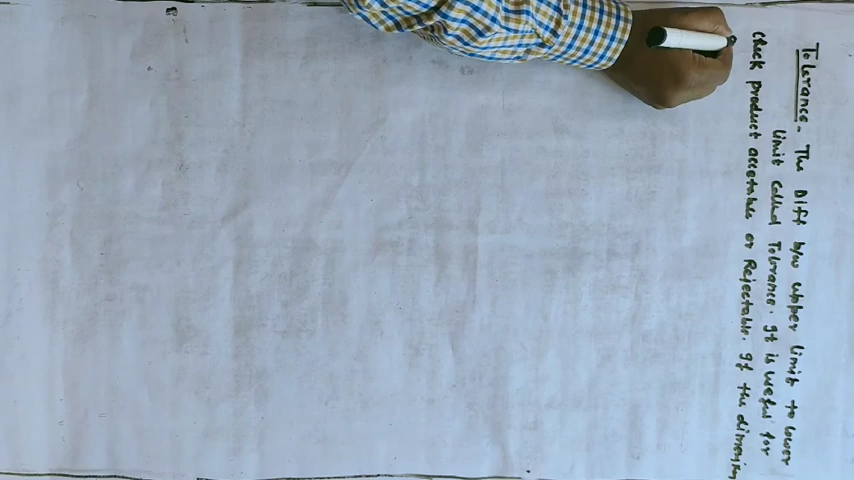 Tolerance - The Diff b/w upper limit to lower
limit called Tolerance. It is useful for
check product accetable or Rejectable. If the dimension